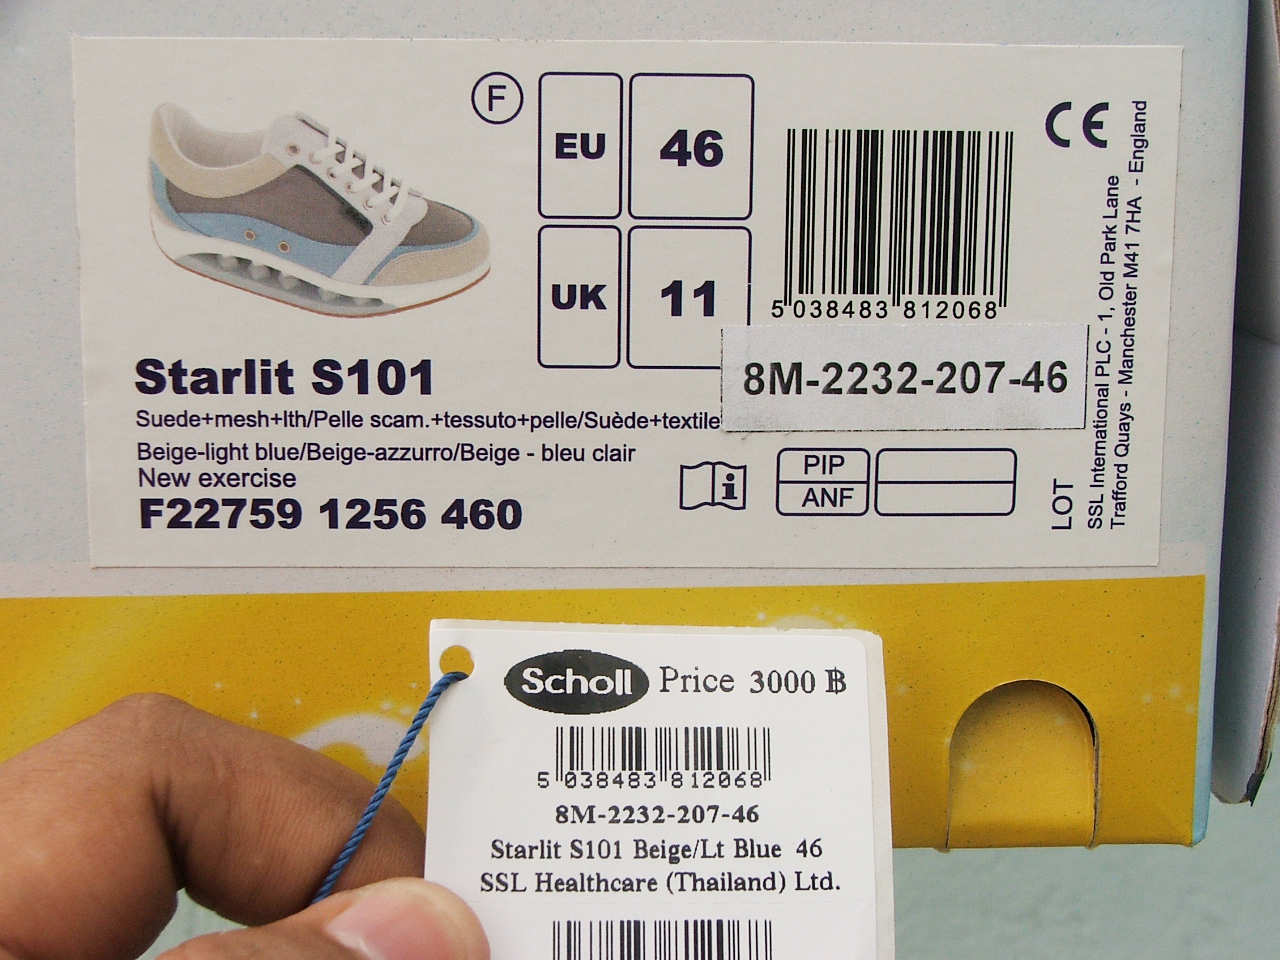 F
EU 46
UK 11
5 038483 812068
CE
8M-2232-207-46
Starlit S101
Suede+mesh+lth/Pelle scam.+tessuto+pelle/Suède+textile
Beige-light blue/Beige-azzurro/Beige - bleu clair
New exercise
F22759 1256 460
i
PIP
ANF
LOT
SSL International PLC - 1, Old Park Lane
Trafford Quays - Manchester M41 7HA - England
Scholl Price 3000 ฿
5 038483 812068
8M-2232-207-46
Starlit S101 Beige/Lt Blue 46
SSL Healthcare (Thailand) Ltd.